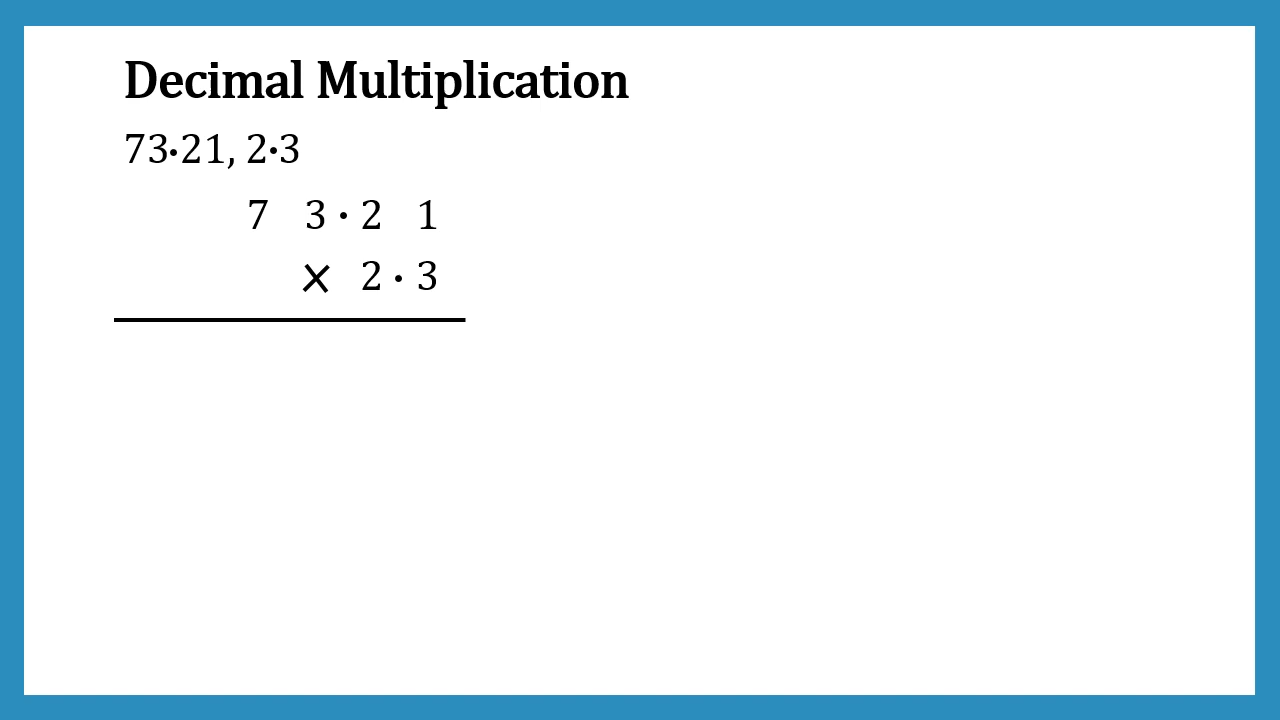 Decimal Multiplication
73·21, 2·3
7 3 · 2 1
× 2 · 3